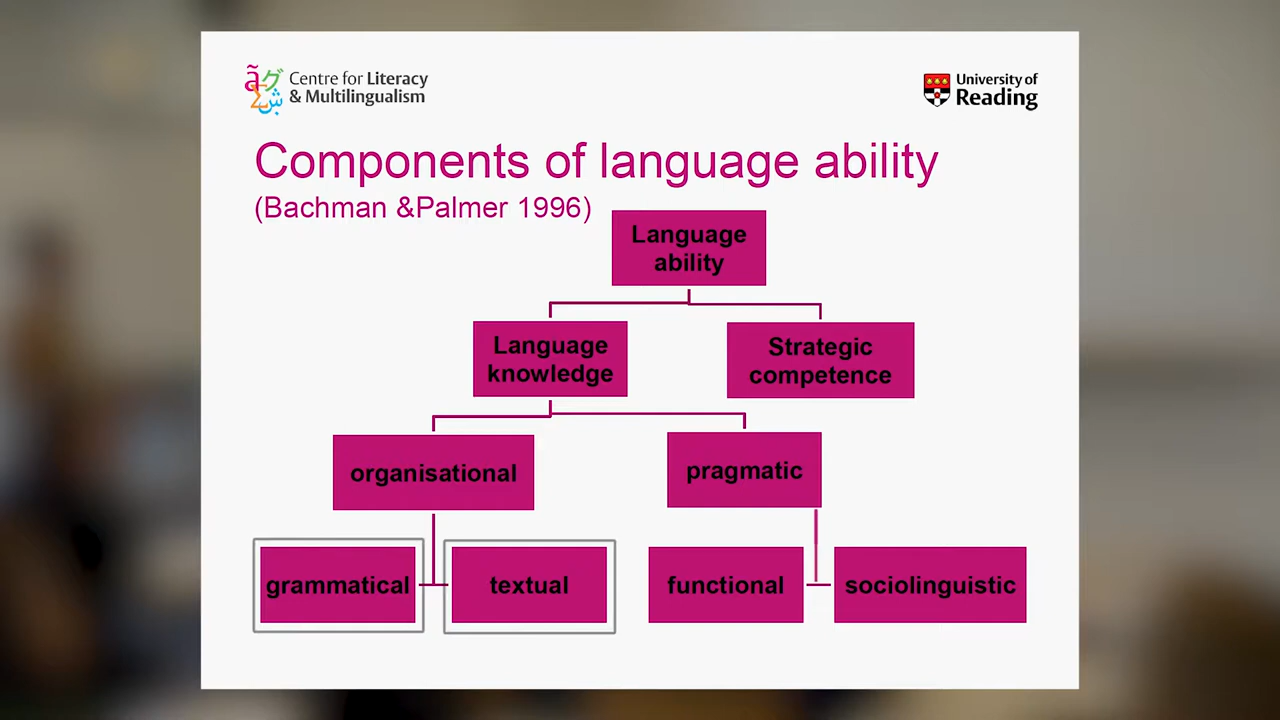 Centre for Literacy
& Multilingualism
University of
Reading
Components of language ability
(Bachman &Palmer 1996)
Language
ability
Language
knowledge
Strategic
competence
organisational
pragmatic
grammatical
textual
functional
sociolinguistic